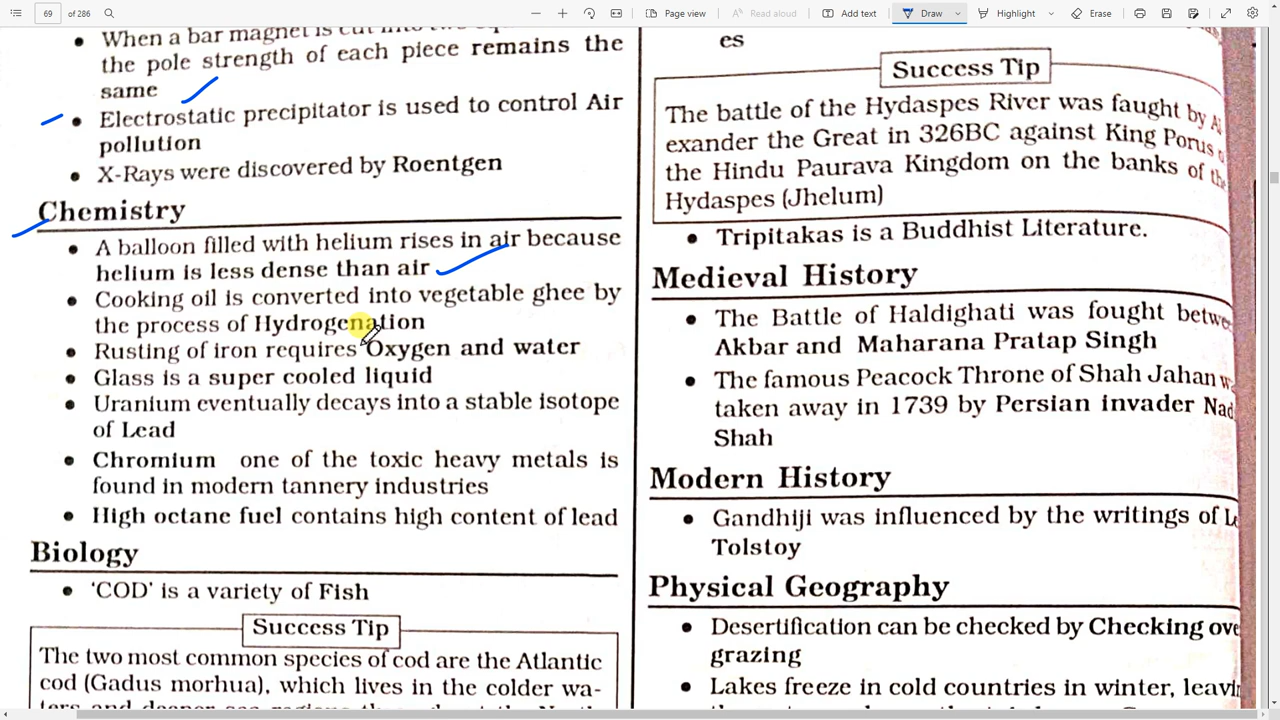 69 of 286
Page view
Read aloud
Add text
Draw
Highlight
Erase
Share
• When a bar magnet is cut into two
the pole strength of each piece remains the
same
• Electrostatic precipitator is used to control Air
pollution
• X-Rays were discovered by Roentgen
Chemistry
• A balloon filled with helium rises in air because
helium is less dense than air
• Cooking oil is converted into vegetable ghee by
the process of Hydrogenation
• Rusting of iron requires Oxygen and water
• Glass is a super cooled liquid
• Uranium eventually decays into a stable isotope
of Lead
• Chromium one of the toxic heavy metals is
found in modern tannery industries
• High octane fuel contains high content of lead
Biology
• ‘COD’ is a variety of Fish
Success Tip
The two most common species of cod are the Atlantic
cod (Gadus morhua), which lives in the colder wa-
es
Success Tip
The battle of the Hydaspes River was faught by
exander the Great in 326BC against King Porus
the Hindu Paurava Kingdom on the banks of the
Hydaspes (Jhelum)
• Tripitakas is a Buddhist Literature.
Medieval History
• The Battle of Haldighati was fought betwe
Akbar and Maharana Pratap Singh
• The famous Peacock Throne of Shah Jahan w
taken away in 1739 by Persian invader Nad
Shah
Modern History
• Gandhiji was influenced by the writings of Le
Tolstoy
Physical Geography
• Desertification can be checked by Checking ove
grazing
• Lakes freeze in cold countries in winter, leavi